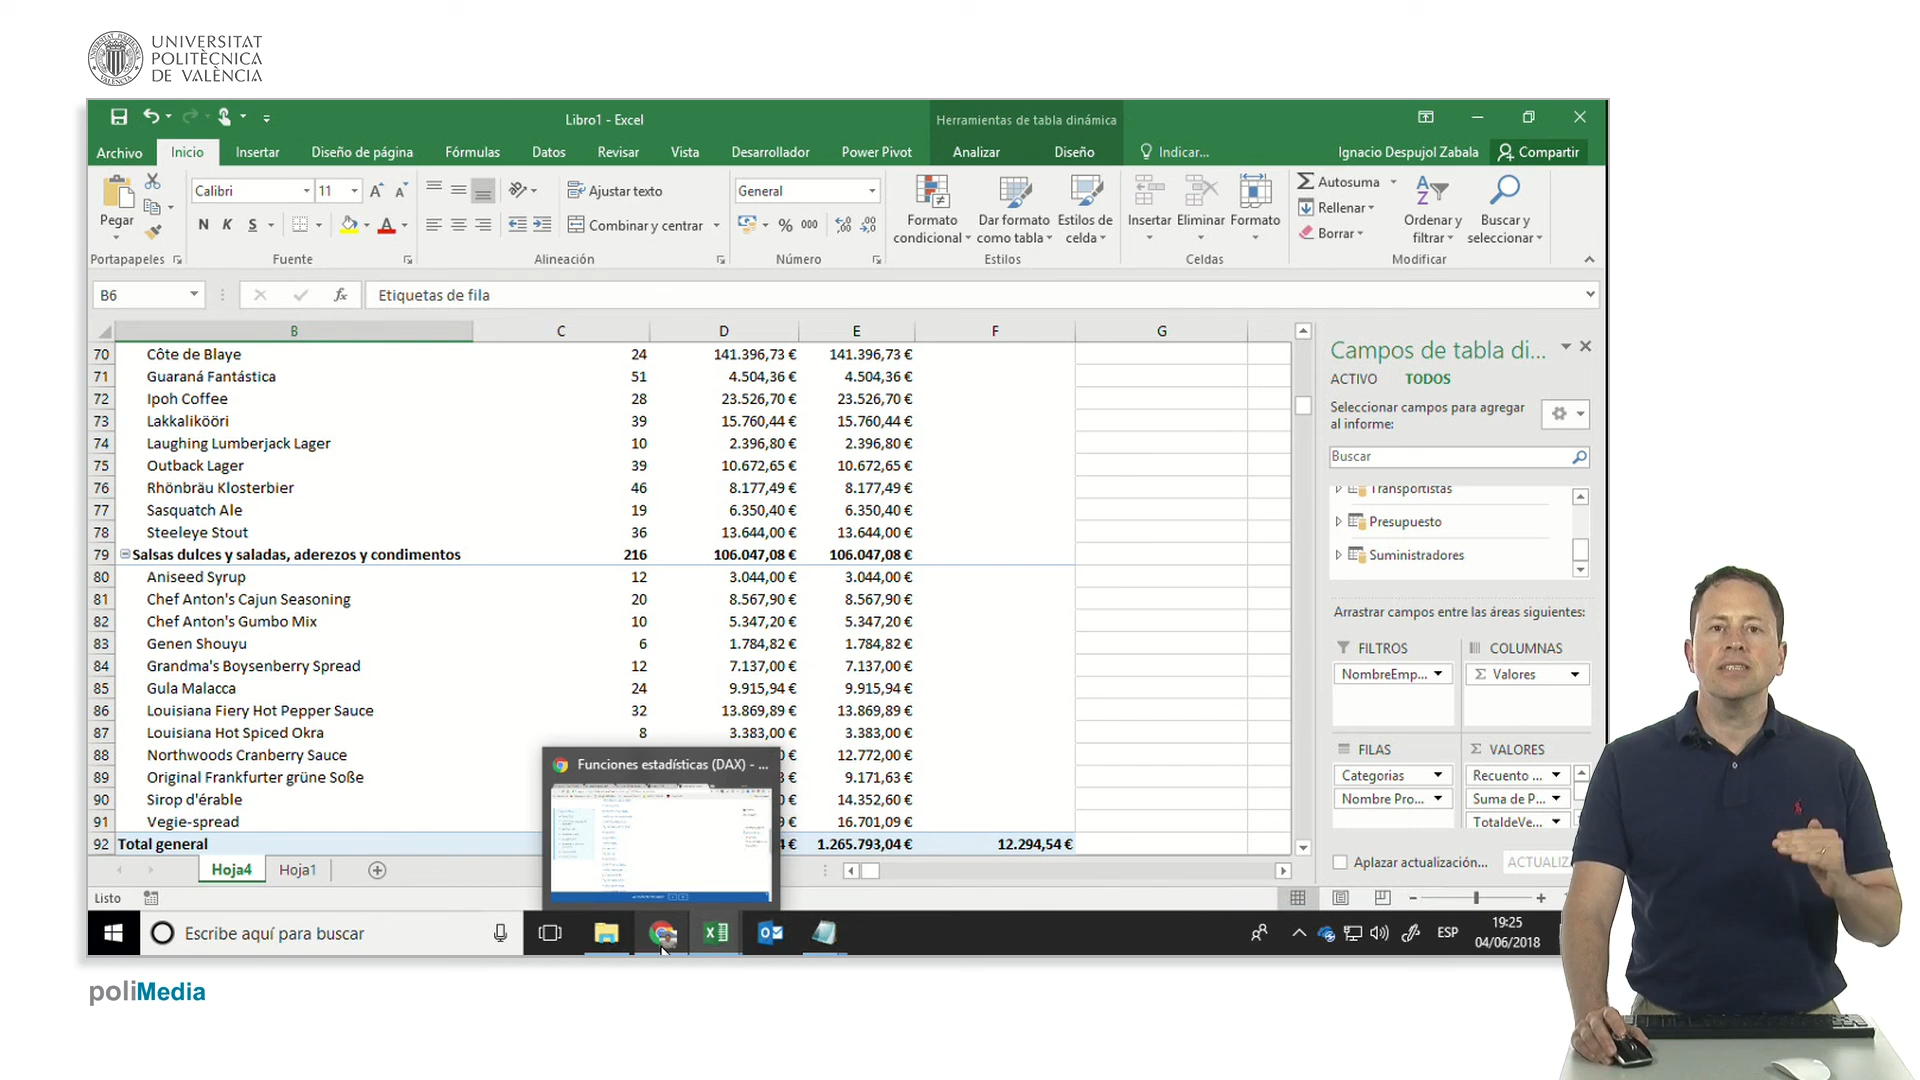 UNIVERSITAT
POLITÈCNICA
DE VALÈNCIA
Libro1 - Excel
Herramientas de tabla dinámica
Archivo Inicio Insertar Diseño de página Fórmulas Datos Revisar Vista Desarrollador Power Pivot Analizar Diseño Indicar... Ignacio Despujol Zabala Compartir
Pegar
Calibri 11
N K S
Ajustar texto
Combinar y centrar
General
% 000
Formato condicional
Dar formato como tabla
Estilos de celda
Insertar Eliminar Formato
Autosuma
Rellenar
Borrar
Ordenar y filtrar
Buscar y seleccionar
Portapapeles Fuente Alineación Número Estilos Celdas Modificar
B6 fx Etiquetas de fila
B C D E F G
70 Côte de Blaye 24 141.396,73 € 141.396,73 €
71 Guaraná Fantástica 51 4.504,36 € 4.504,36 €
72 Ipoh Coffee 28 23.526,70 € 23.526,70 €
73 Lakkalikööri 39 15.760,44 € 15.760,44 €
74 Laughing Lumberjack Lager 10 2.396,80 € 2.396,80 €
75 Outback Lager 39 10.672,65 € 10.672,65 €
76 Rhönbräu Klosterbier 46 8.177,49 € 8.177,49 €
77 Sasquatch Ale 19 6.350,40 € 6.350,40 €
78 Steeleye Stout 36 13.644,00 € 13.644,00 €
79 Salsas dulces y saladas, aderezos y condimentos 216 106.047,08 € 106.047,08 €
80 Aniseed Syrup 12 3.044,00 € 3.044,00 €
81 Chef Anton's Cajun Seasoning 20 8.567,90 € 8.567,90 €
82 Chef Anton's Gumbo Mix 10 5.347,20 € 5.347,20 €
83 Genen Shouyu 6 1.784,82 € 1.784,82 €
84 Grandma's Boysenberry Spread 12 7.137,00 € 7.137,00 €
85 Gula Malacca 24 9.915,94 € 9.915,94 €
86 Louisiana Fiery Hot Pepper Sauce 32 13.869,89 € 13.869,89 €
87 Louisiana Hot Spiced Okra 8 3.383,00 € 3.383,00 €
88 Northwoods Cranberry Sauce 0 € 12.772,00 €
89 Original Frankfurter grüne Soße 3 € 9.171,63 €
90 Sirop d'érable 0 € 14.352,60 €
91 Vegie-spread 9 € 16.701,09 €
92 Total general 4 € 1.265.793,04 € 12.294,54 €
Funciones estadísticas (DAX) - ...
Hoja4 Hoja1
Listo
Campos de tabla di...
ACTIVO TODOS
Seleccionar campos para agregar
al informe:
Buscar
Transportistas
Presupuesto
Suministradores
Arrastrar campos entre las áreas siguientes:
FILTROS COLUMNAS
NombreEmp... Σ Valores
FILAS Σ VALORES
Categorias Recuento ...
Nombre Pro... Suma de P...
TotaldeVe...
Aplazar actualización... ACTUALIZ
Escribe aquí para buscar
ESP
19:25
04/06/2018
poliMedia